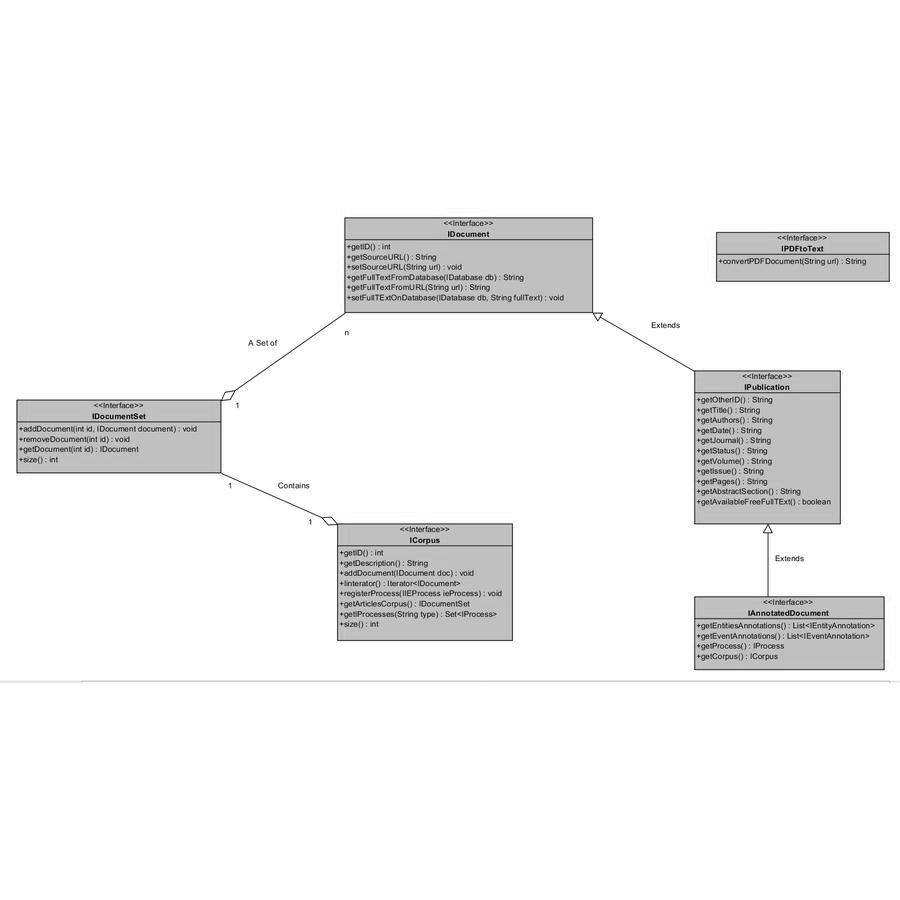 <<Interface>>
IDocument
+getID() : int
+getSourceURL() : String
+setSourceURL(String url) : void
+getFullTextFromDatabase(IDatabase db) : String
+getFullTextFromURL(String url) : String
+setFullTExtOnDatabase(IDatabase db, String fullText) : void
<<Interface>>
IPDFtoText
+convertPDFDocument(String url) : String
A Set of
n
1
Extends
<<Interface>>
IPublication
+getOtherID() : String
+getTitle() : String
+getAuthors() : String
+getDate() : String
+getJournal() : String
+getStatus() : String
+getVolume() : String
+getIssue() : String
+getPages() : String
+getAbstractSection() : String
+getAvailableFreeFullTExt() : boolean
<<Interface>>
IDocumentSet
+addDocument(int id, IDocument document) : void
+removeDocument(int id) : void
+getDocument(int id) : IDocument
+size() : int
1
Contains
1
<<Interface>>
ICorpus
+getID() : int
+getDescription() : String
+addDocument(IDocument doc) : void
+Iinterator() : Iterator<IDocument>
+registerProcess(IIEProcess ieProcess) : void
+getArticlesCorpus() : IDocumentSet
+getIProcesses(String type) : Set<IProcess>
+size() : int
Extends
<<Interface>>
IAnnotatedDocument
+getEntitiesAnnotations() : List<IEntityAnnotation>
+getEventAnnotations() : List<IEventAnnotation>
+getProcess() : IProcess
+getCorpus() : ICorpus